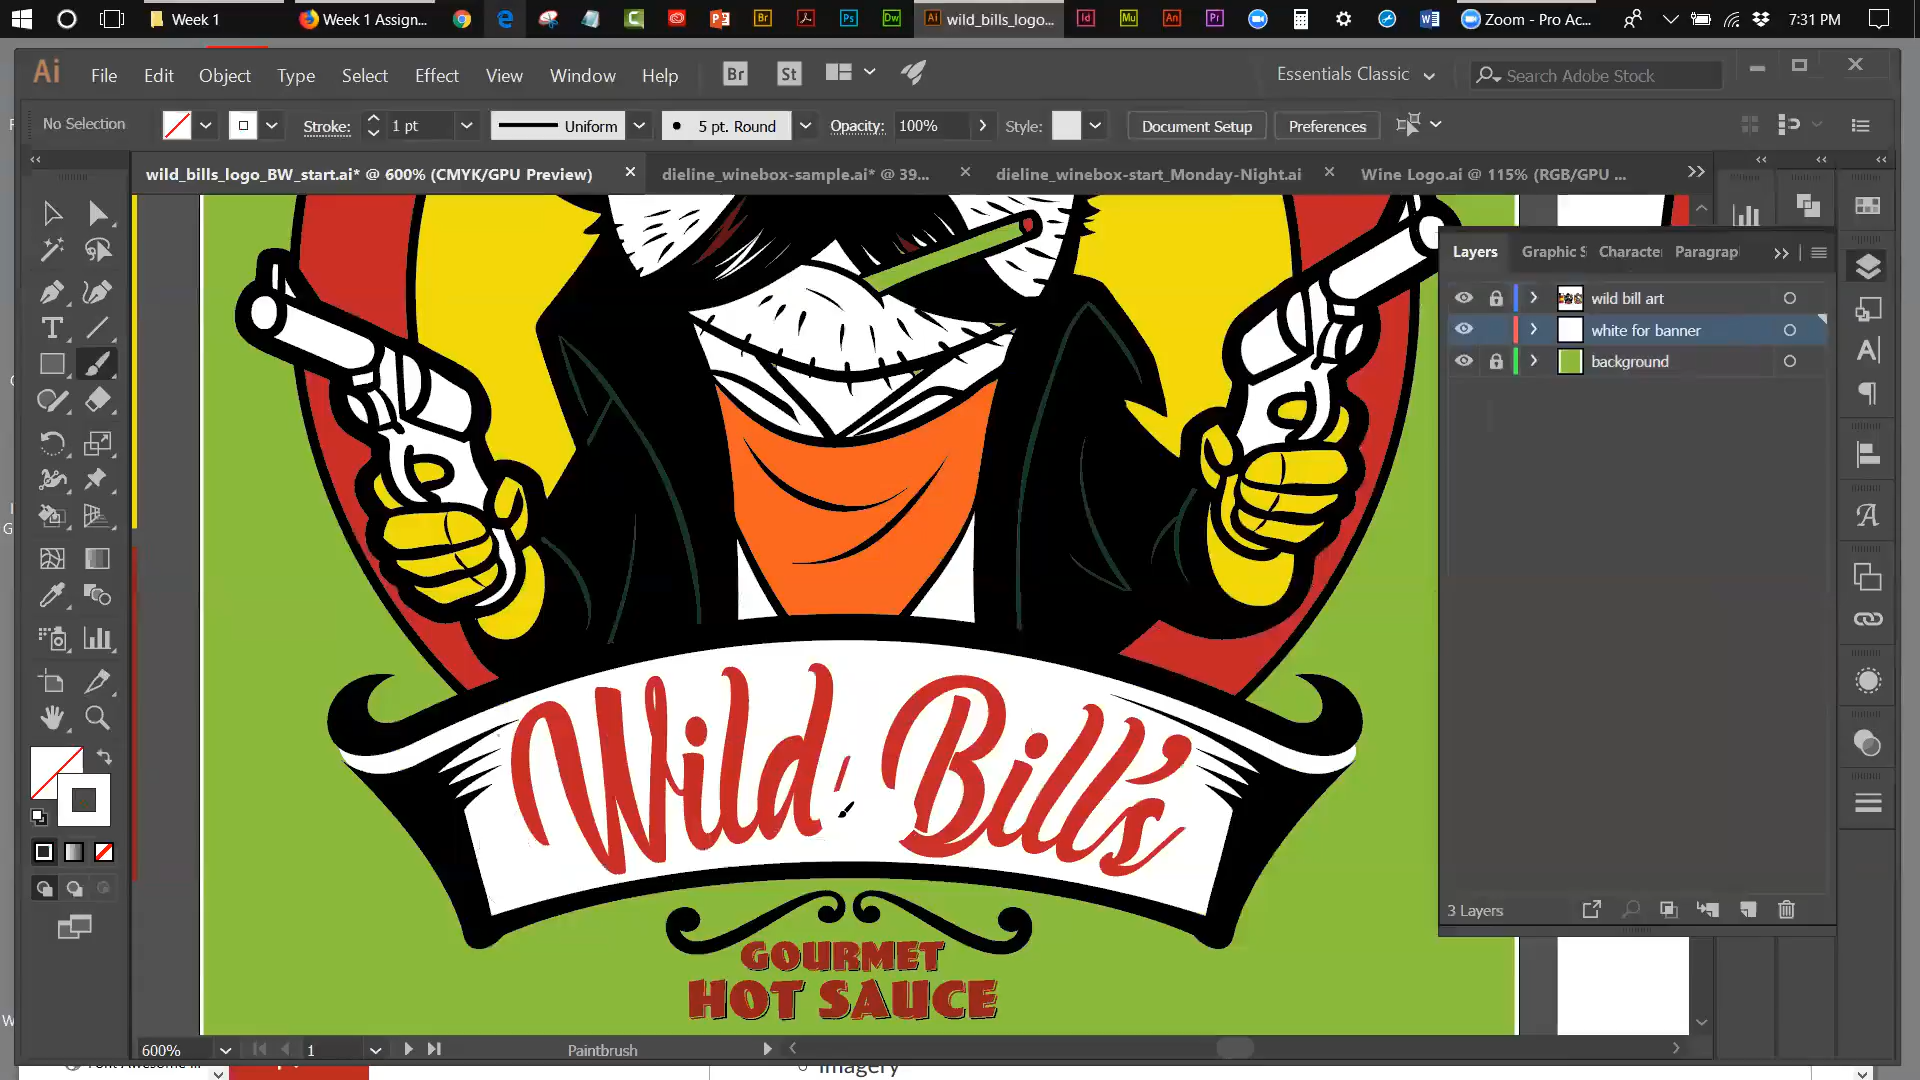 Week 1
Week 1 Assign...
wild_bills_logo...
Zoom - Pro Ac...
7:31 PM
Ai
File Edit Object Type Select Effect View Window Help
Br St
Essentials Classic
Search Adobe Stock
No Selection
Stroke: 1 pt
Uniform
5 pt. Round
Opacity: 100%
Style:
Document Setup
Preferences
wild_bills_logo_BW_start.ai* @ 600% (CMYK/GPU Preview)
dieline_winebox-sample.ai* @ 39...
dieline_winebox-start_Monday-Night.ai
Wine Logo.ai @ 115% (RGB/GPU ...
Layers Graphic S Character Paragrap
wild bill art
white for banner
background
3 Layers
Wild Bill's
GOURMET
HOT SAUCE
600% 1 Paintbrush
Imagery